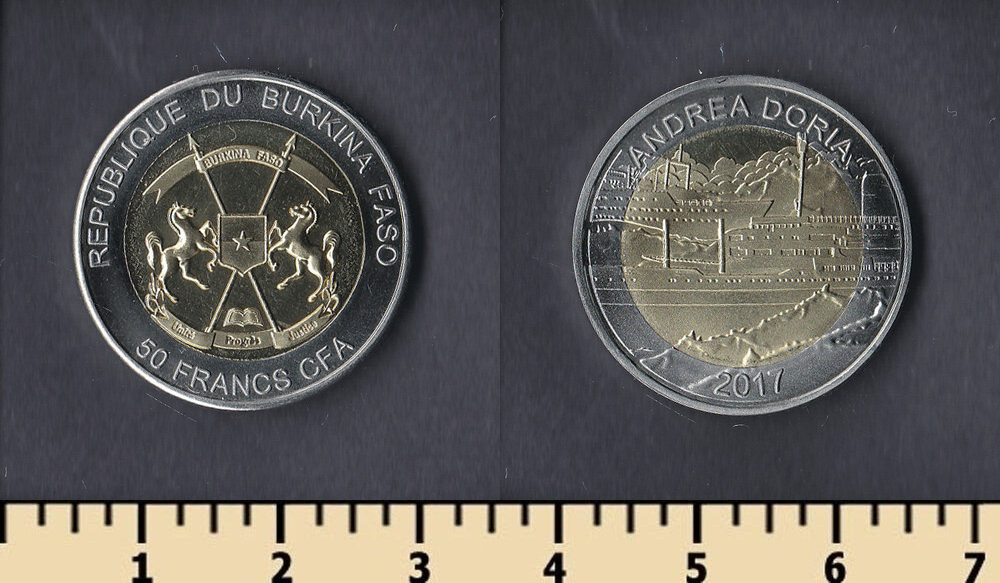 REPUBLIQUE DU BURKINA FASO
BURKINA FASO
Unité Progrès Justice
50 FRANCS CFA
ANDREA DORIA
2017
1 2 3 4 5 6 7